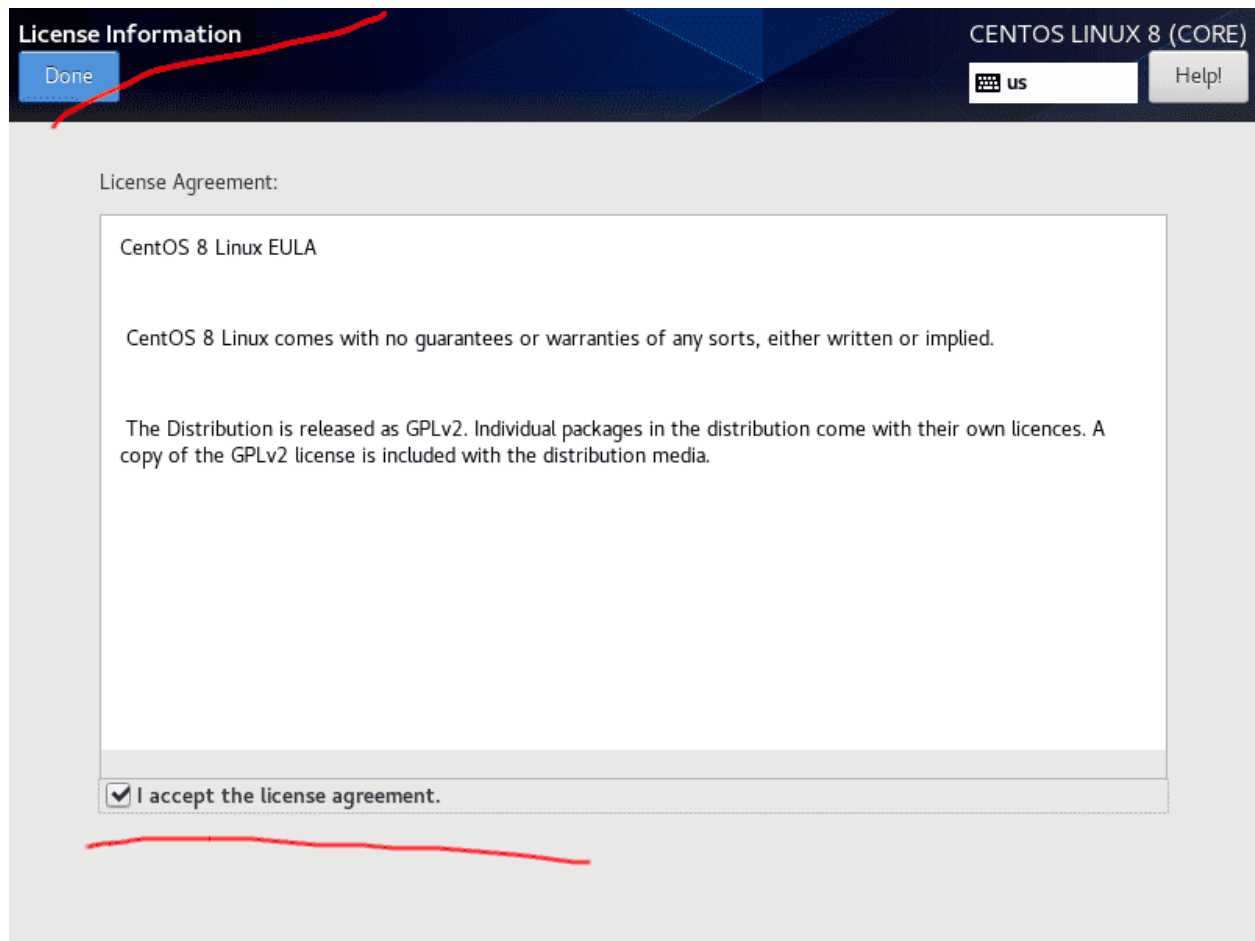 License Information
CENTOS LINUX 8 (CORE)
Done
us
Help!
License Agreement:
CentOS 8 Linux EULA
CentOS 8 Linux comes with no guarantees or warranties of any sorts, either written or implied.
The Distribution is released as GPLv2. Individual packages in the distribution come with their own licences. A
copy of the GPLv2 license is included with the distribution media.
I accept the license agreement.